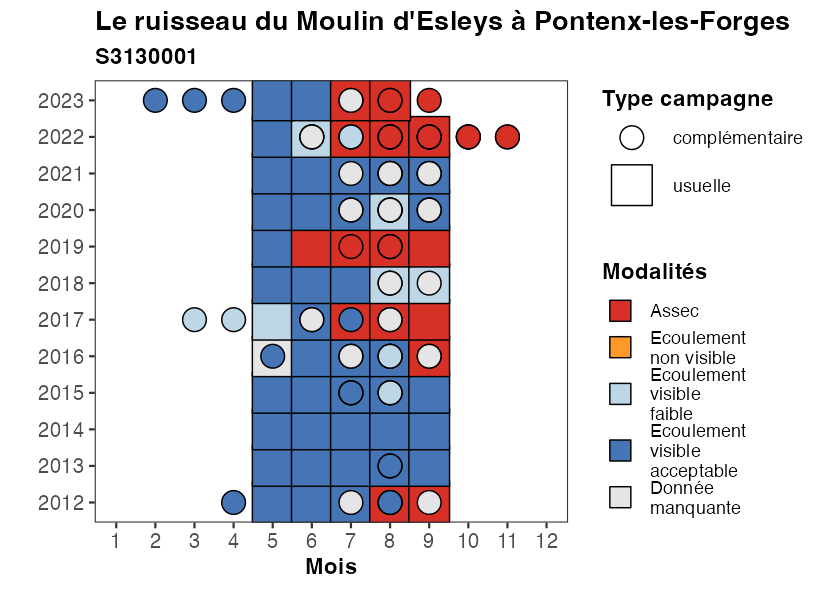 Le ruisseau du Moulin d'Esleys à Pontenx-les-Forges
S3130001
2023
2022
2021
2020
2019
2018
2017
2016
2015
2014
2013
2012
1 2 3 4 5 6 7 8 9 10 11 12
Mois
Type campagne
complémentaire
usuelle
Modalités
Assec
Ecoulement
non visible
Ecoulement
visible
faible
Ecoulement
visible
acceptable
Donnée
manquante